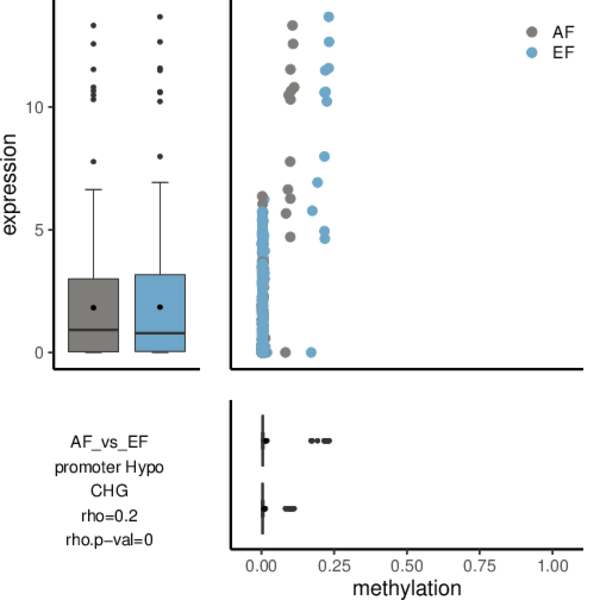 AF
EF
expression
10
5
0
AF_vs_EF
promoter Hypo
CHG
rho=0.2
rho.p−val=0
0.00 0.25 0.50 0.75 1.00
methylation